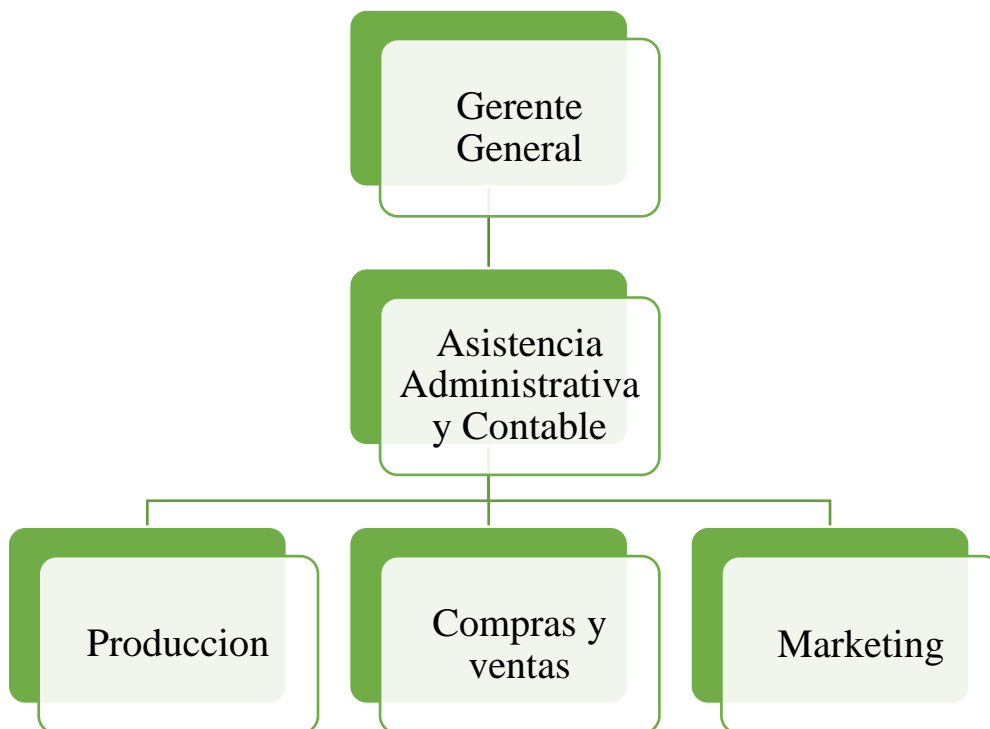 Gerente
General
Asistencia
Administrativa
y Contable
Produccion
Compras y
ventas
Marketing